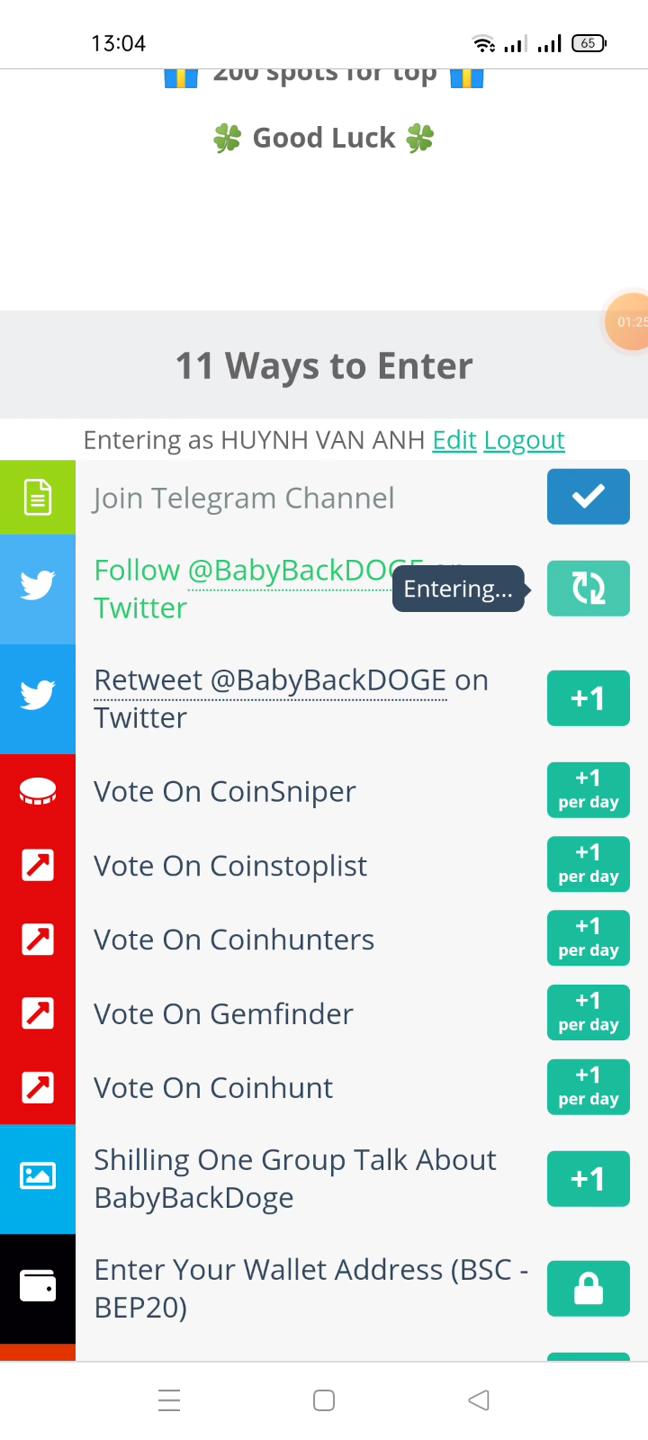 13:04
65
200 spots for top
Good Luck
01:25
11 Ways to Enter
Entering as HUYNH VAN ANH Edit Logout
Join Telegram Channel
Follow @BabyBackDOGE on
Twitter
Entering...
Retweet @BabyBackDOGE on
Twitter
+1
Vote On CoinSniper
+1
per day
Vote On Coinstoplist
+1
per day
Vote On Coinhunters
+1
per day
Vote On Gemfinder
+1
per day
Vote On Coinhunt
+1
per day
Shilling One Group Talk About
BabyBackDoge
+1
Enter Your Wallet Address (BSC -
BEP20)